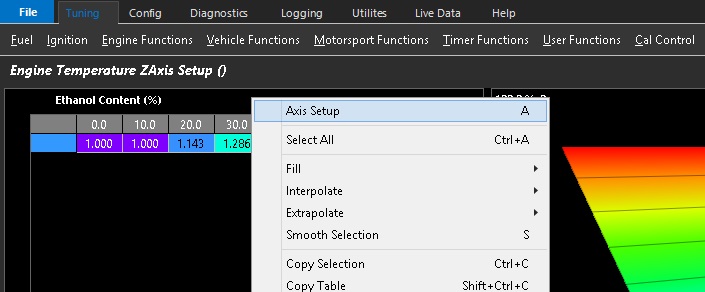 File Tuning Config Diagnostics Logging Utilites Live Data Help
Fuel Ignition Engine Functions Vehicle Functions Motorsport Functions Timer Functions User Functions Cal Control
Engine Temperature ZAxis Setup ()
Ethanol Content (%)
0.0 10.0 20.0 30.0
1.000 1.000 1.143 1.286
Axis Setup A
Select All Ctrl+A
Fill
Interpolate
Extrapolate
Smooth Selection S
Copy Selection Ctrl+C
Copy Table Shift+Ctrl+C